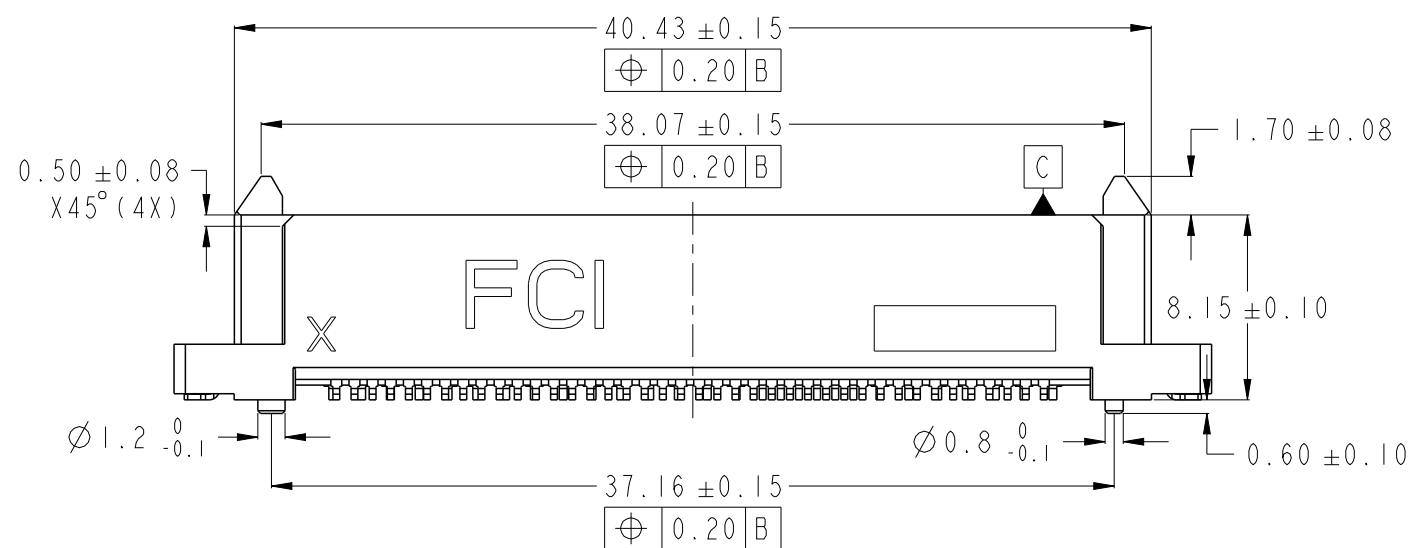 40.43 ±0.15
⌖ 0.20 B
38.07 ±0.15
⌖ 0.20 B
C
1.70 ±0.08
0.50 ±0.08
X45° (4X)
FCI
X
8.15 ±0.10
Ø1.2 0 -0.1
Ø0.8 0 -0.1
0.60 ±0.10
37.16 ±0.15
⌖ 0.20 B